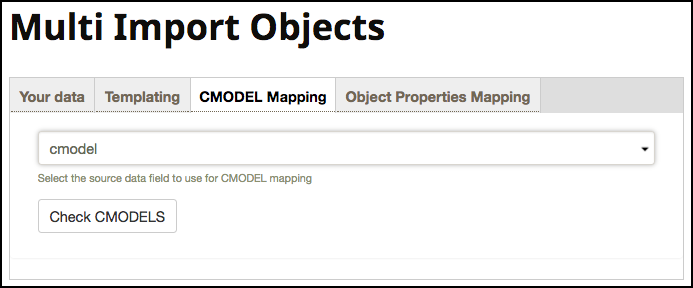 Multi Import Objects
Your data Templating CMODEL Mapping Object Properties Mapping
cmodel
Select the source data field to use for CMODEL mapping
Check CMODELS